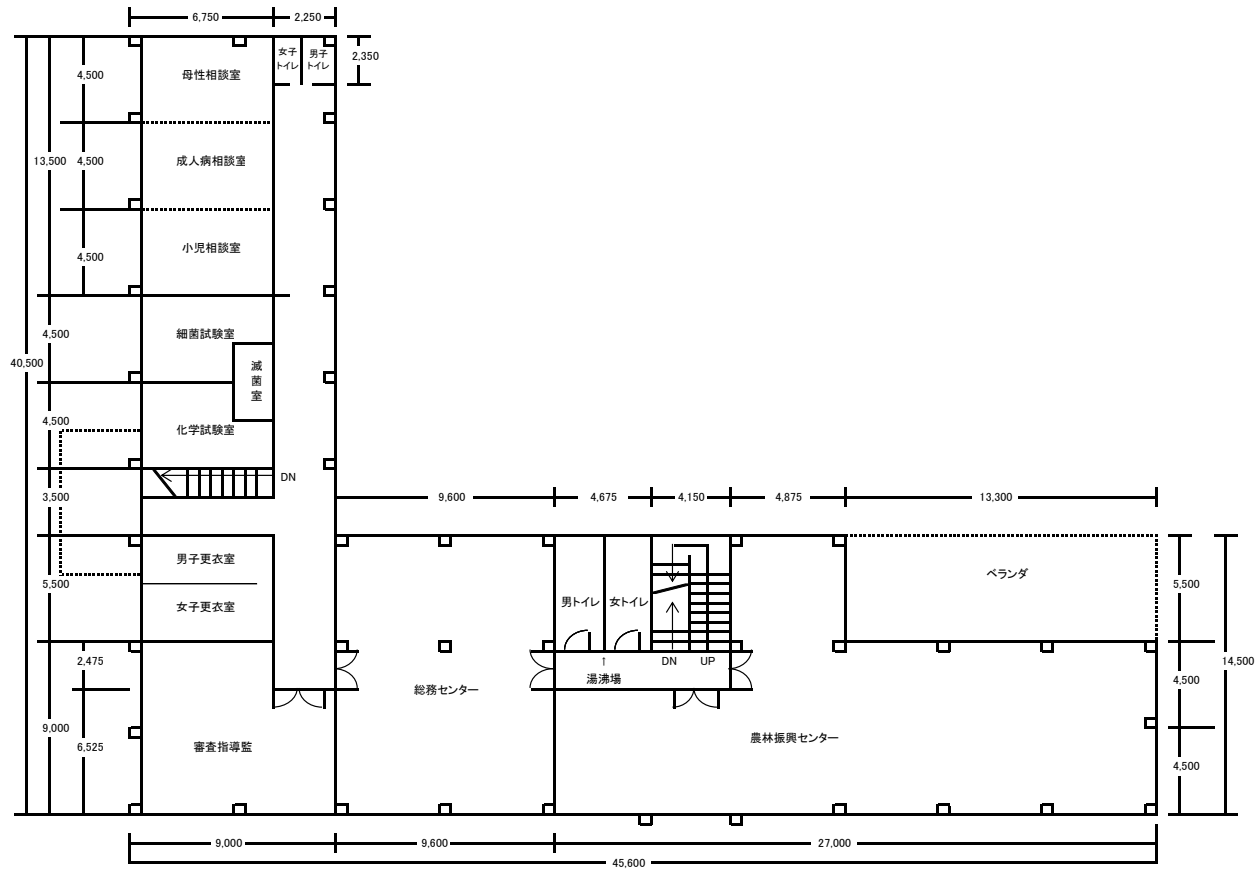 6,750
2,250
女子
トイレ
男子
トイレ
2,350
4,500
母性相談室
13,500
4,500
成人病相談室
4,500
小児相談室
4,500
細菌試験室
40,500
滅
菌
室
4,500
化学試験室
DN
3,500
9,600
4,675
4,150
4,875
13,300
男子更衣室
5,500
女子更衣室
男トイレ
女トイレ
ベランダ
5,500
2,475
↑
DN
UP
湯沸場
14,500
4,500
総務センター
9,000
6,525
審査指導監
農林振興センター
4,500
9,000
9,600
27,000
45,600